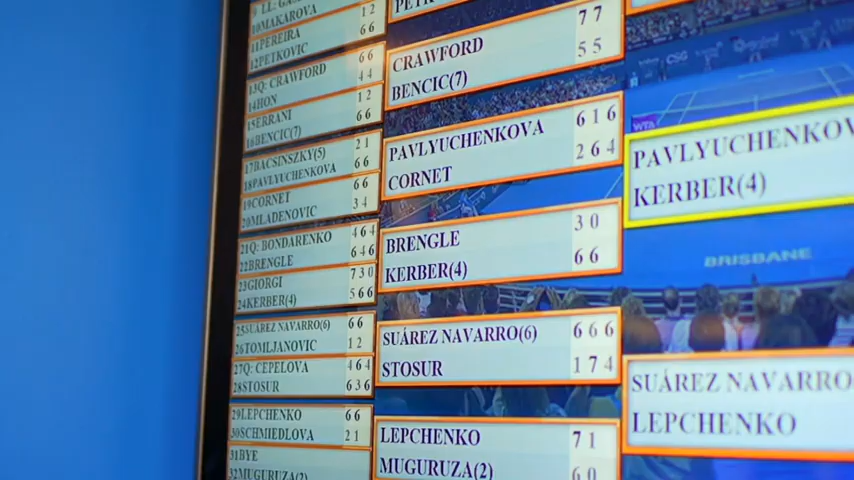 10MAKAROVA 1 2
11PEREIRA 6 6
12PETKOVIC
13Q: CRAWFORD 6 6
14HON 4 4
15ERRANI 1 2
16BENCIC(7) 6 6
17BACSINSZKY(5) 2 1
18PAVLYUCHENKOVA 6 6
19CORNET 6 6
20MLADENOVIC 3 4
21Q: BONDARENKO 4 6 4
22BRENGLE 6 4 6
23GIORGI 7 3 0
24KERBER(4) 5 6 6
25SUÁREZ NAVARRO(6) 6 6
26TOMLJANOVIC 1 2
27Q: CEPELOVA 4 6 4
28STOSUR 6 3 6
29LEPCHENKO 6 6
30SCHMIEDLOVA 2 1
31BYE
32MUGURUZA(2)
CRAWFORD 7 7
BENCIC(7) 5 5
PAVLYUCHENKOVA 6 1 6
CORNET 2 6 4
BRENGLE 3 0
KERBER(4) 6 6
SUÁREZ NAVARRO(6) 6 6 6
STOSUR 1 7 4
LEPCHENKO 7 1
MUGURUZA(2) 6 0
CSG
WTA
PAVLYUCHENKOV
KERBER(4)
BRISBANE
SUÁREZ NAVARRO
LEPCHENKO